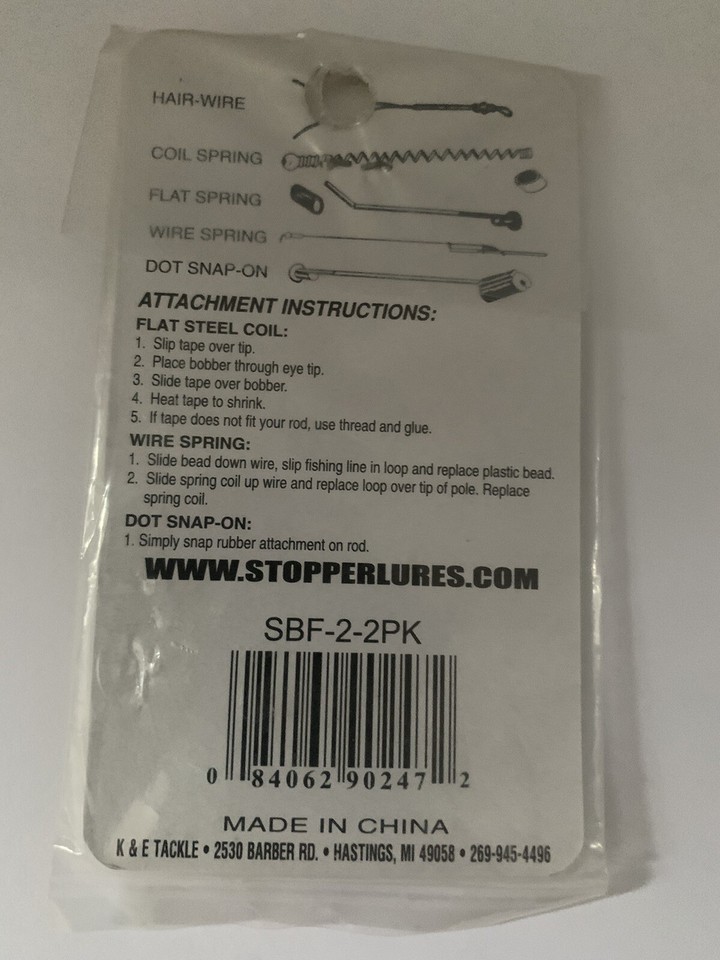 HAIR-WIRE
COIL SPRING
FLAT SPRING
WIRE SPRING
DOT SNAP-ON
ATTACHMENT INSTRUCTIONS:
FLAT STEEL COIL:
1. Slip tape over tip.
2. Place bobber through eye tip.
3. Slide tape over bobber.
4. Heat tape to shrink.
5. If tape does not fit your rod, use thread and glue.
WIRE SPRING:
1. Slide bead down wire, slip fishing line in loop and replace plastic bead.
2. Slide spring coil up wire and replace loop over tip of pole. Replace
spring coil.
DOT SNAP-ON:
1. Simply snap rubber attachment on rod.
WWW.STOPPERLURES.COM
SBF-2-2PK
0 84062 90247 2
MADE IN CHINA
K & E TACKLE • 2530 BARBER RD. • HASTINGS, MI 49058 • 269-945-4496